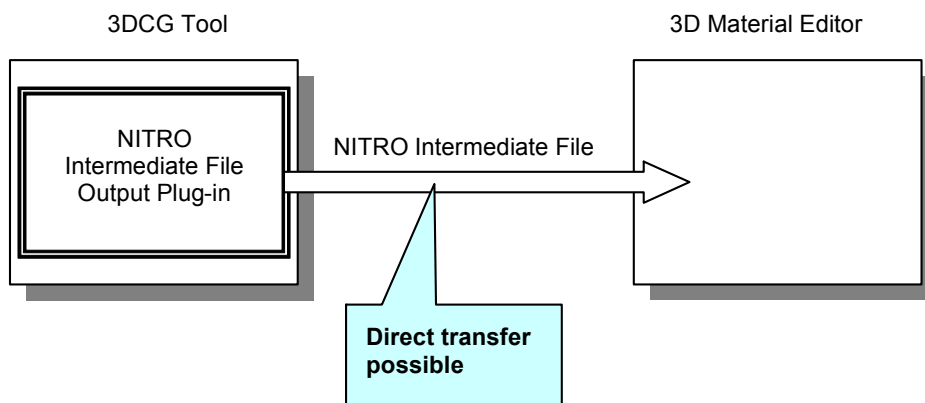 3DCG Tool
3D Material Editor
NITRO
Intermediate File
Output Plug-in
NITRO Intermediate File
Direct transfer
possible